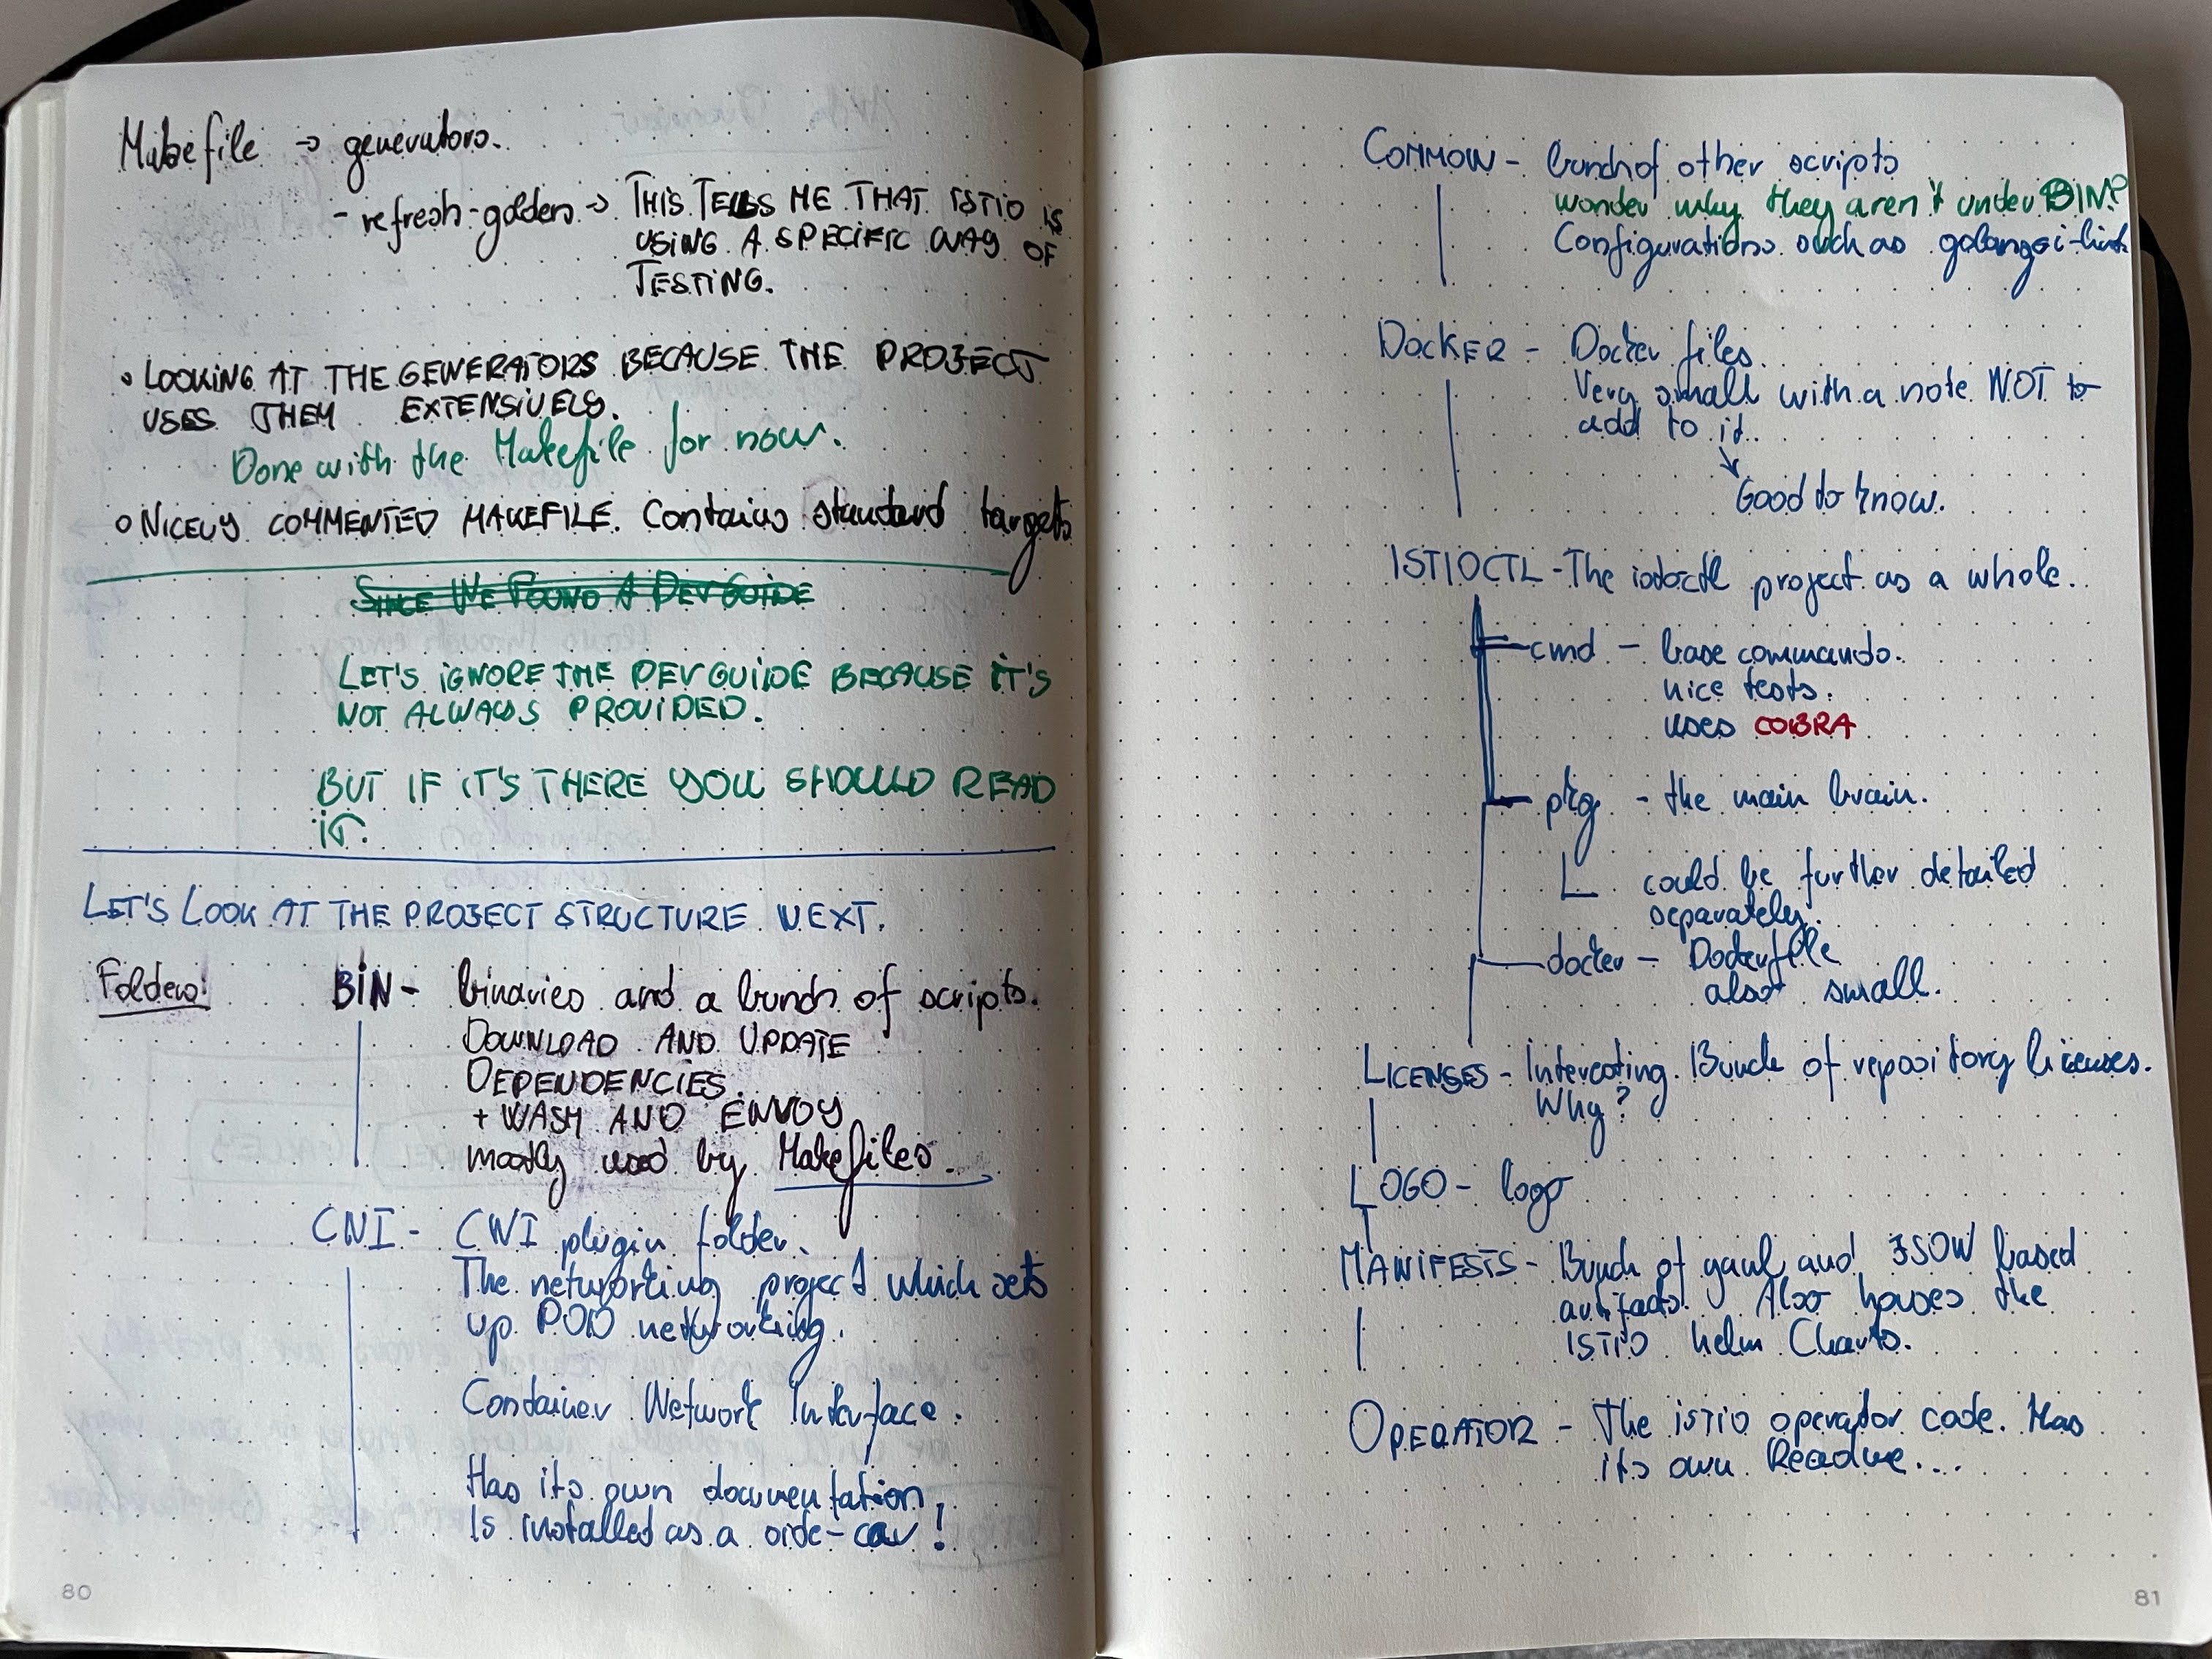 Makefile → generators.
- refresh-golden → THIS TELLS ME THAT ISTIO IS
USING A SPECIFIC WAY OF
TESTING.
• LOOKING AT THE GENERATORS BECAUSE THE PROJECT
USES THEM EXTENSIVELY.
Done with the Makefile for now.
○ NICELY COMMENTED MAKEFILE. Contains standard targets
SINCE WE FOUND A DEV GUIDE
LET'S IGNORE THE DEV GUIDE BECAUSE IT'S
NOT ALWAYS PROVIDED.
BUT IF IT'S THERE YOU SHOULD READ
IT.
LET'S LOOK AT THE PROJECT STRUCTURE NEXT.
Folders:
BIN - binaries and a bunch of scripts.
DOWNLOAD AND UPDATE
DEPENDENCIES
+ WASM AND ENVOY
mostly used by Makefiles.
CNI - CNI plugin folder.
The networking project which sets
up POD networking.
Container Network Interface.
Has its own documentation
Is installed as a side-car!
80
COMMON - bunch of other scripts
wonder why they aren't under BIN?
Configurations such as golangci-lint
DOCKER - Docker files.
Very small with a note NOT to
add to it.
↘
Good to know.
ISTIOCTL - The istioctl project as a whole.
cmd - base commands.
nice tests.
uses COBRA
pkg - the main brain.
could be further detailed
separately.
docker - Dockerfile
also small.
LICENSES - Interesting. Bunch of repository licenses.
Why?
LOGO - logo
MANIFESTS - Bunch of yaml and JSON based
artifacts. Also houses the
ISTIO helm Charts.
OPERATOR - The istio operator code. Has
its own Readme...
81